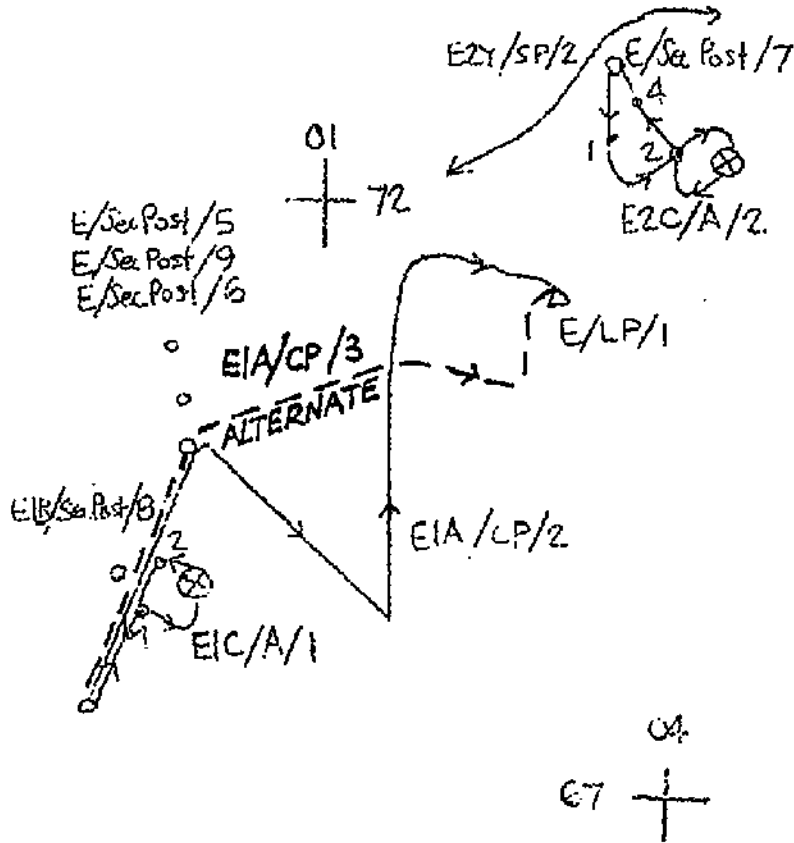 E2Y/SP/2
E/Sec Post/7
4
1
2
E2C/A/2.
01
72
E/Sec Post/5
E/Sec Post/9
E/Sec Post/6
E/LP/1
E1A/CP/3
ALTERNATE
E1B/Sec Post/8
2
E1A/CP/2
E1C/A/1
04
67